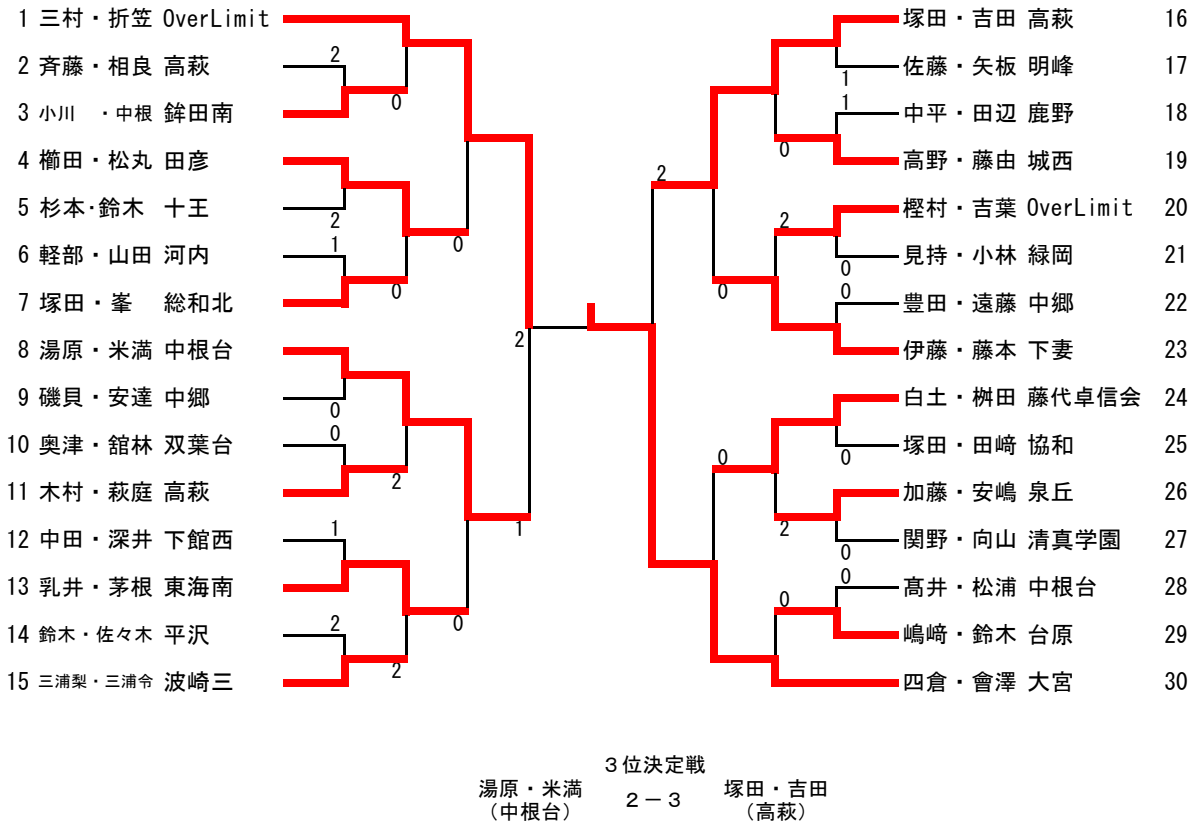 1 三村・折笠 OverLimit
2 斉藤・相良 高萩
3 小川　・中根 鉾田南
4 櫛田・松丸 田彦
5 杉本・鈴木 十王
6 軽部・山田 河内
7 塚田・峯　総和北
8 湯原・米満 中根台
9 磯貝・安達 中郷
10 奥津・舘林 双葉台
11 木村・萩庭 高萩
12 中田・深井 下館西
13 乳井・茅根 東海南
14 鈴木・佐々木 平沢
15 三浦梨・三浦令 波崎三
2
0
2
1
0
0
0
0
2
1
2
2
0
1
2
塚田・吉田 高萩 16
佐藤・矢板 明峰 17
中平・田辺 鹿野 18
高野・藤由 城西 19
樫村・吉葉 OverLimit 20
見持・小林 緑岡 21
豊田・遠藤 中郷 22
伊藤・藤本 下妻 23
白土・桝田 藤代卓信会 24
塚田・田﨑 協和 25
加藤・安嶋 泉丘 26
関野・向山 清真学園 27
髙井・松浦 中根台 28
嶋﨑・鈴木 台原 29
四倉・會澤 大宮 30
1
1
0
2
2
0
0
0
0
0
2
0
0
0
３位決定戦
湯原・米満
（中根台）
２－３
塚田・吉田
（高萩）